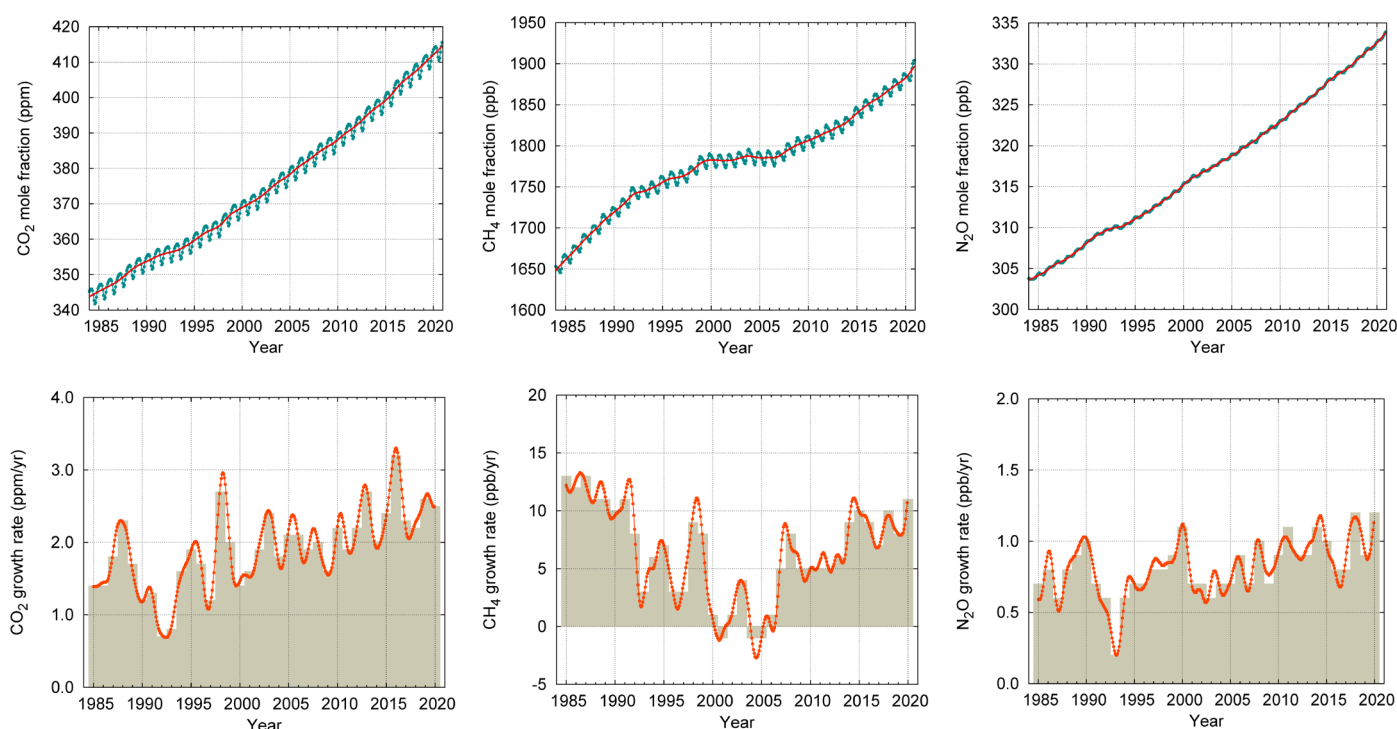 CO2 mole fraction (ppm)
420
410
400
390
380
370
360
350
340
1985 1990 1995 2000 2005 2010 2015 2020
Year
CH4 mole fraction (ppb)
1950
1900
1850
1800
1750
1700
1650
1600
1985 1990 1995 2000 2005 2010 2015 2020
Year
N2O mole fraction (ppb)
335
330
325
320
315
310
305
300
1985 1990 1995 2000 2005 2010 2015 2020
Year
CO2 growth rate (ppm/yr)
4.0
3.0
2.0
1.0
0.0
1985 1990 1995 2000 2005 2010 2015 2020
Year
CH4 growth rate (ppb/yr)
20
15
10
5
0
-5
1985 1990 1995 2000 2005 2010 2015 2020
Year
N2O growth rate (ppb/yr)
2.0
1.5
1.0
0.5
0.0
1985 1990 1995 2000 2005 2010 2015 2020
Year